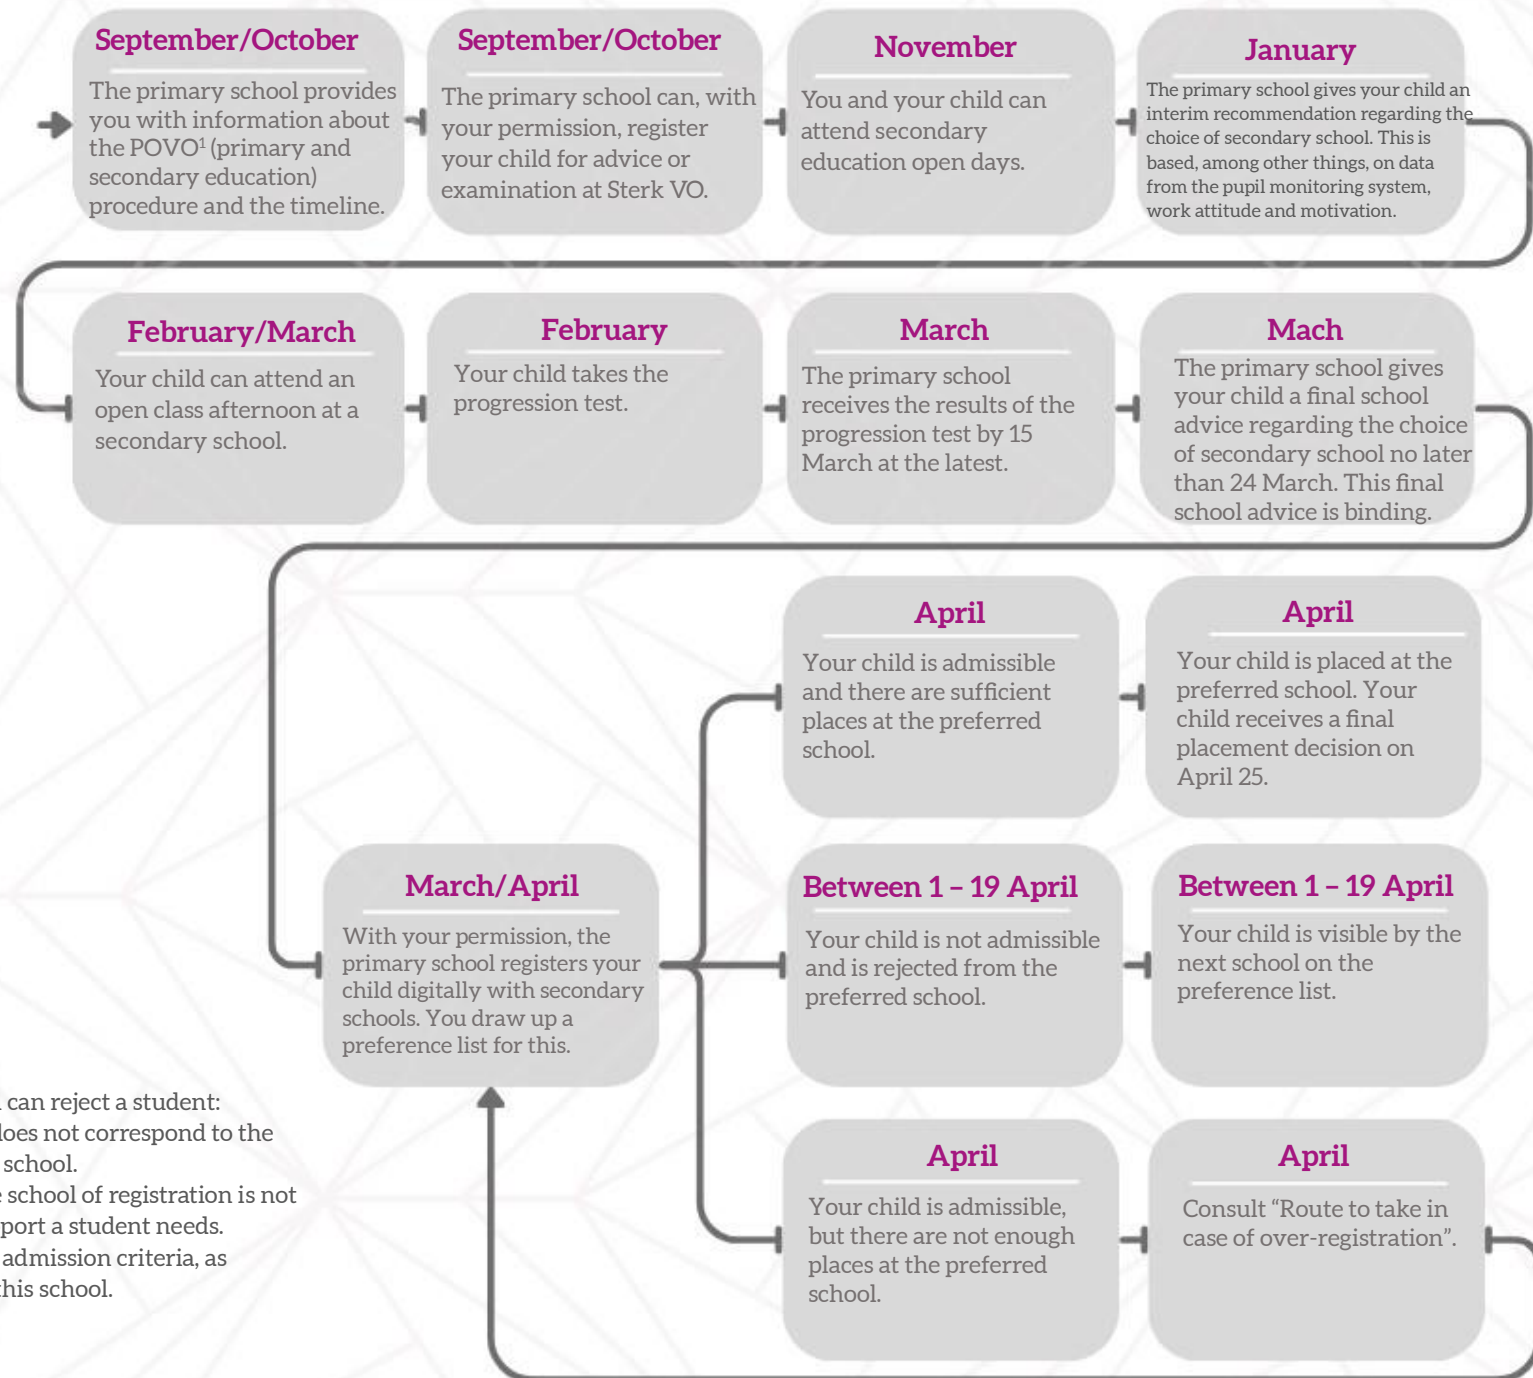 September/October
The primary school provides
you with information about
the POVO¹ (primary and
secondary education)
procedure and the timeline.
September/October
The primary school can, with
your permission, register
your child for advice or
examination at Sterk VO.
November
You and your child can
attend secondary
education open days.
January
The primary school gives your child an
interim recommendation regarding the
choice of secondary school. This is
based, among other things, on data
from the pupil monitoring system,
work attitude and motivation.
February/March
Your child can attend an
open class afternoon at a
secondary school.
February
Your child takes the
progression test.
March
The primary school
receives the results of the
progression test by 15
March at the latest.
Mach
The primary school gives
your child a final school
advice regarding the choice
of secondary school no later
than 24 March. This final
school advice is binding.
March/April
With your permission, the
primary school registers your
child digitally with secondary
schools. You draw up a
preference list for this.
April
Your child is admissible
and there are sufficient
places at the preferred
school.
April
Your child is placed at the
preferred school. Your
child receives a final
placement decision on
April 25.
Between 1 – 19 April
Your child is not admissible
and is rejected from the
preferred school.
Between 1 – 19 April
Your child is visible by the
next school on the
preference list.
April
Your child is admissible,
but there are not enough
places at the preferred
school.
April
Consult “Route to take in
case of over-registration”.
can reject a student:
does not correspond to the
school.
school of registration is not
port a student needs.
admission criteria, as
this school.